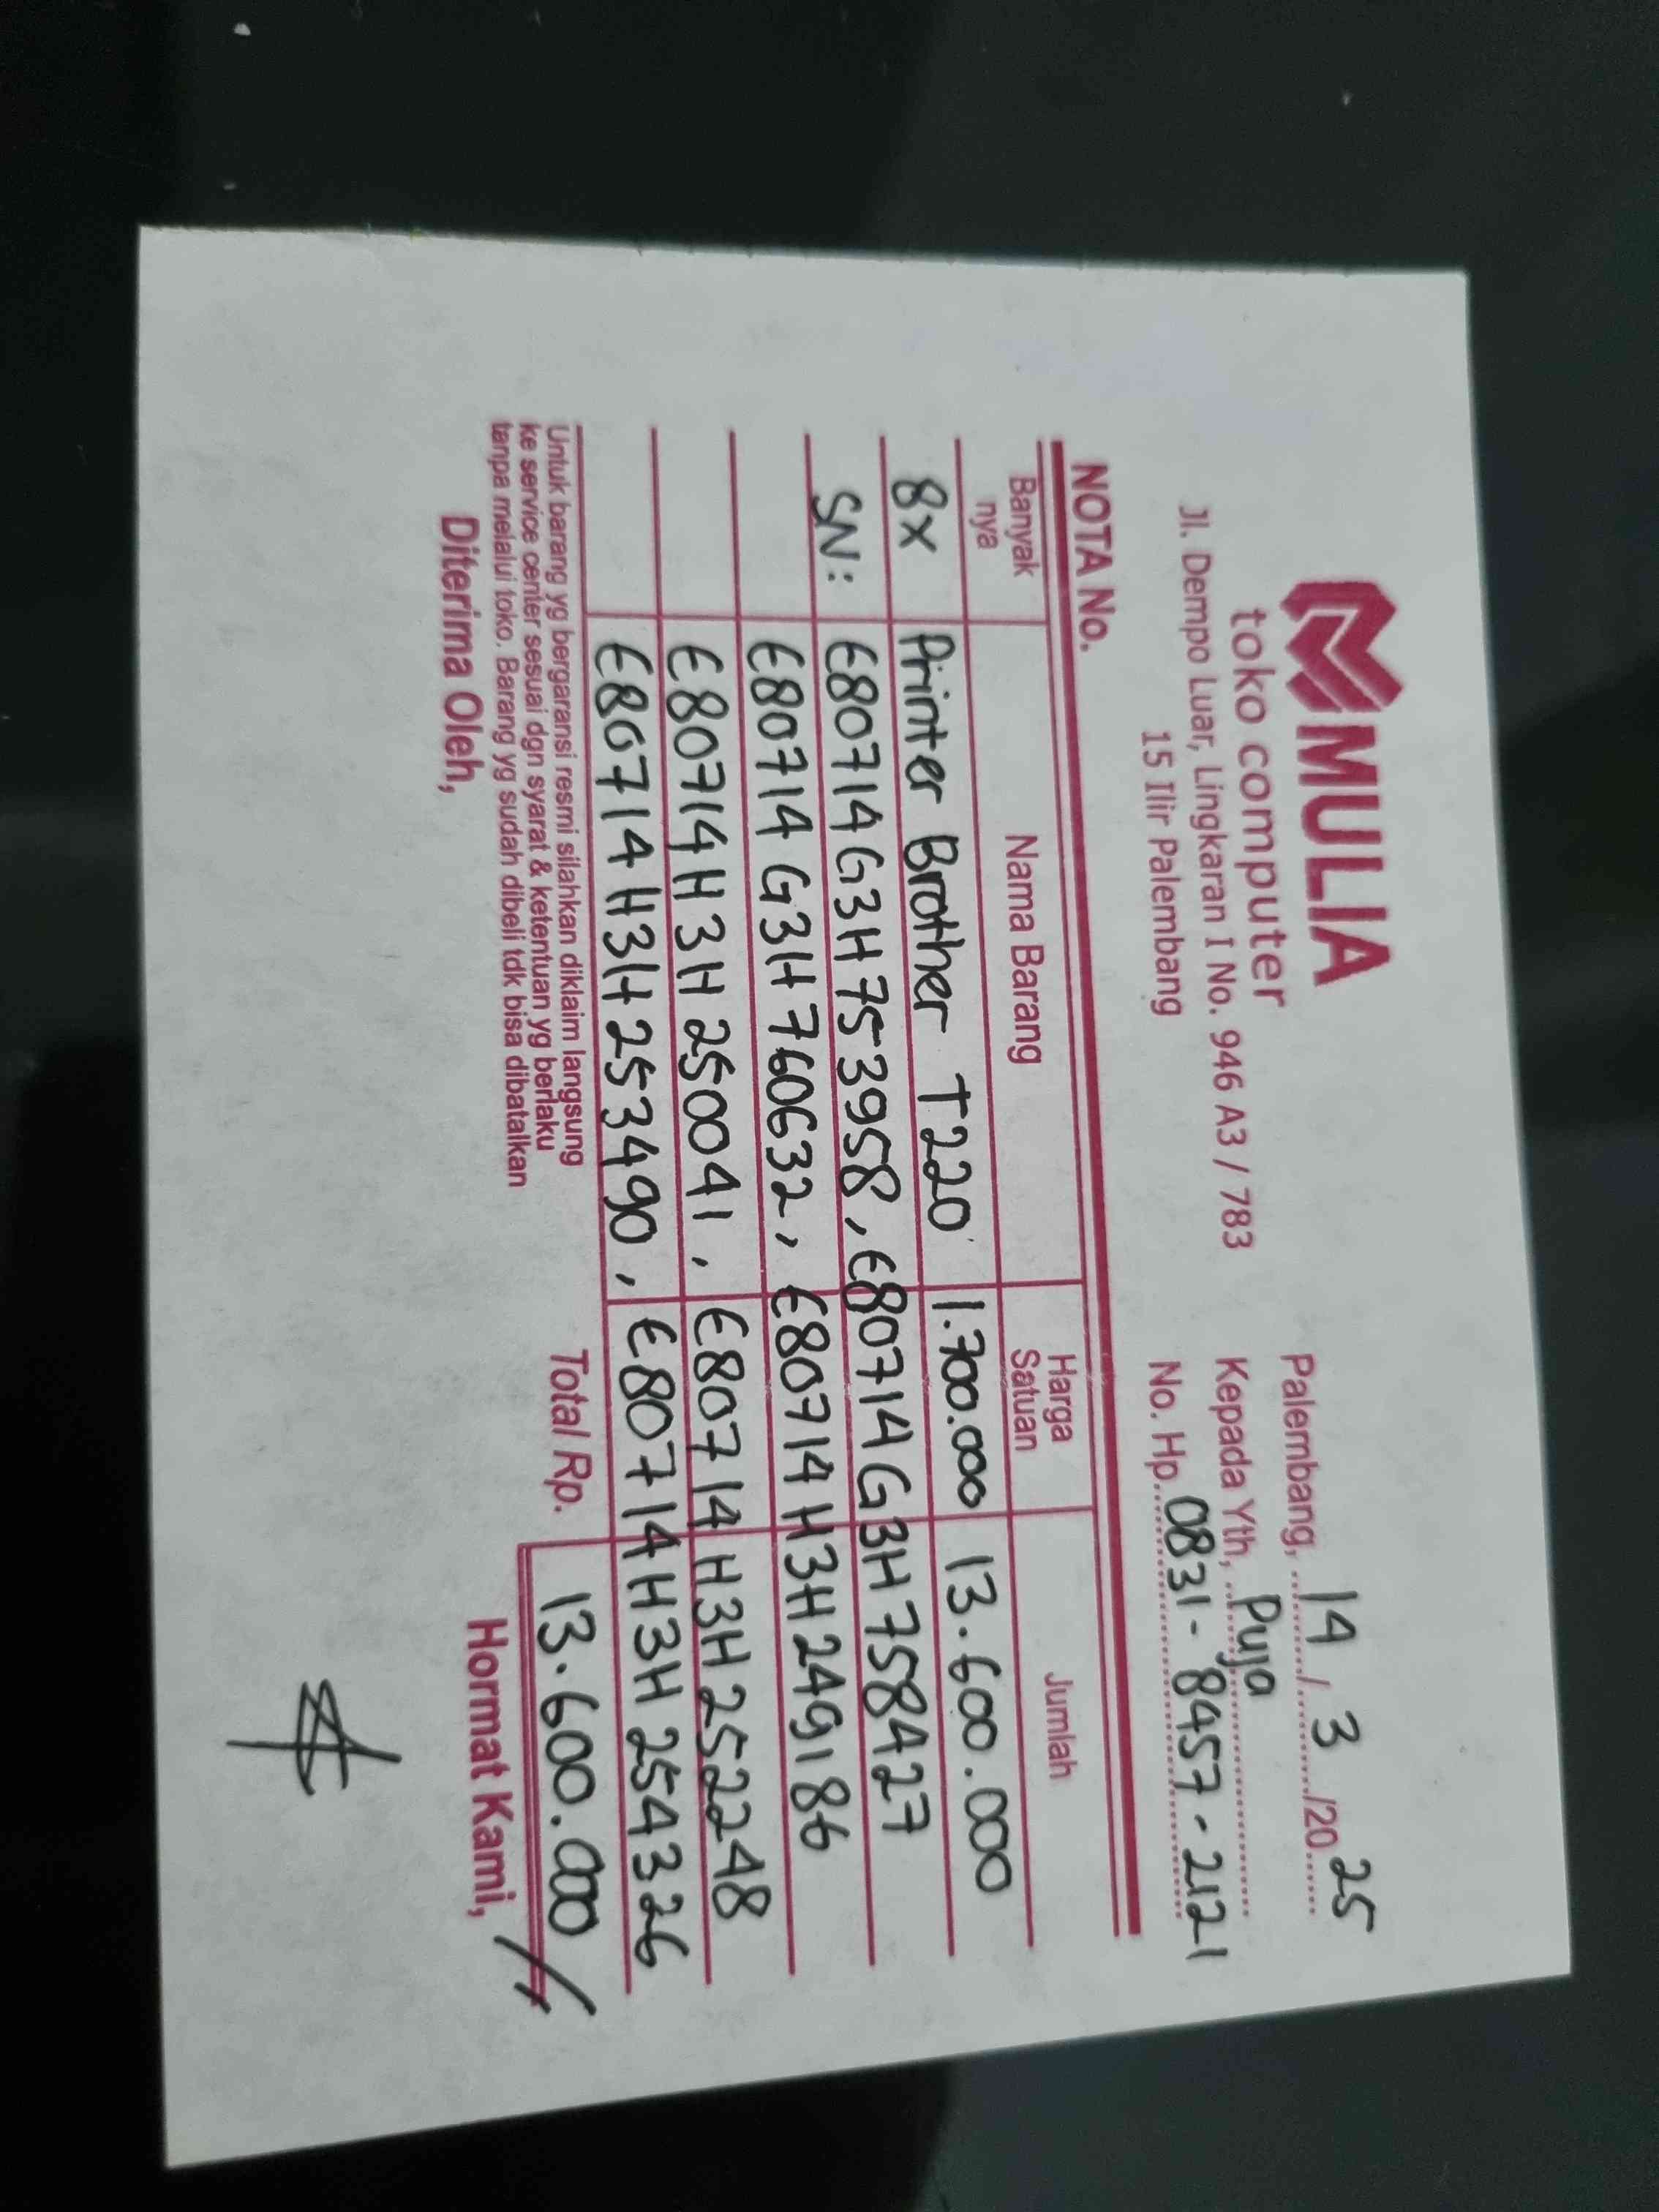 MULIA
toko computer
Jl. Dempo Luar, Lingkaran I No. 946 A3 / 783
15 Ilir Palembang
Palembang, 14 / 3 /20 25
Kepada Yth, Puja
No. Hp. 0831-8457-2121
NOTA No.
Banyak nya Nama Barang Harga Satuan Jumlah
8x Printer Brother T220 1.700.000 13.600.000
SN: E80714G3H753958, E80714G3H758427
E80714G3H760632, E80714H3H249186
E80714H3H250041, E80714H3H252248
E80714H3H253490, E80714H3H254326
Untuk barang yg bergaransi resmi silahkan diklaim langsung
ke service center sesuai dgn syarat & ketentuan yg berlaku
tanpa melalui toko. Barang yg sudah dibeli tdk bisa dibatalkan
Total Rp. 13.600.000
Diterima Oleh, Hormat Kami,